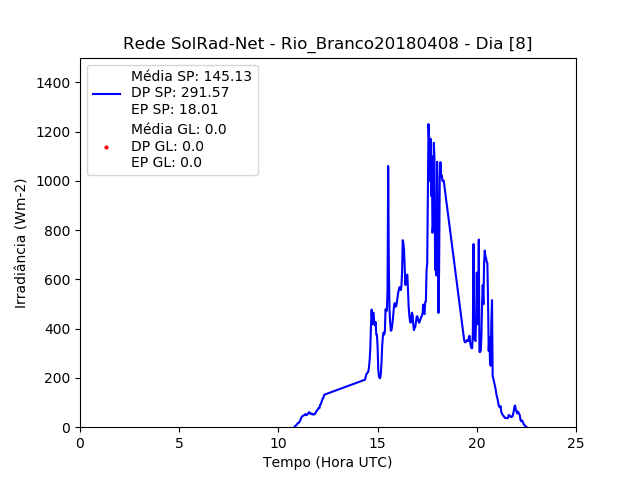 Rede SolRad-Net - Rio_Branco20180408 - Dia [8]
Média SP: 145.13
DP SP: 291.57
EP SP: 18.01
Média GL: 0.0
DP GL: 0.0
EP GL: 0.0
Irradiância (Wm-2)
1400
1200
1000
800
600
400
200
0
0 5 10 15 20 25
Tempo (Hora UTC)